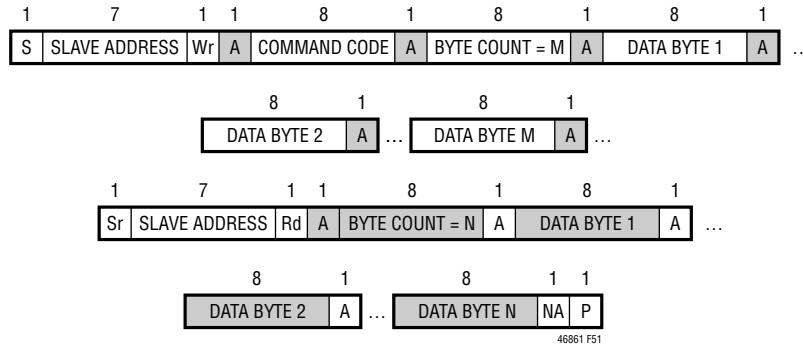 1 7 1 1 8 1 8 1 8 1
S SLAVE ADDRESS Wr A COMMAND CODE A BYTE COUNT = M A DATA BYTE 1 A …
8 1 8 1
DATA BYTE 2 A … DATA BYTE M A …
1 7 1 1 8 1 8 1
Sr SLAVE ADDRESS Rd A BYTE COUNT = N A DATA BYTE 1 A …
8 1 8 1 1
DATA BYTE 2 A … DATA BYTE N NA P
46861 F51